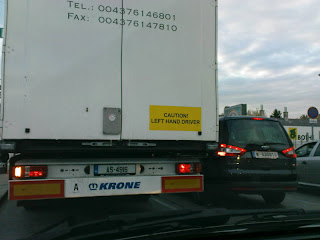 TEL.: 004376146801
FAX: 004376147810
CAUTION!
LEFT HAND DRIVER
A
KRONE